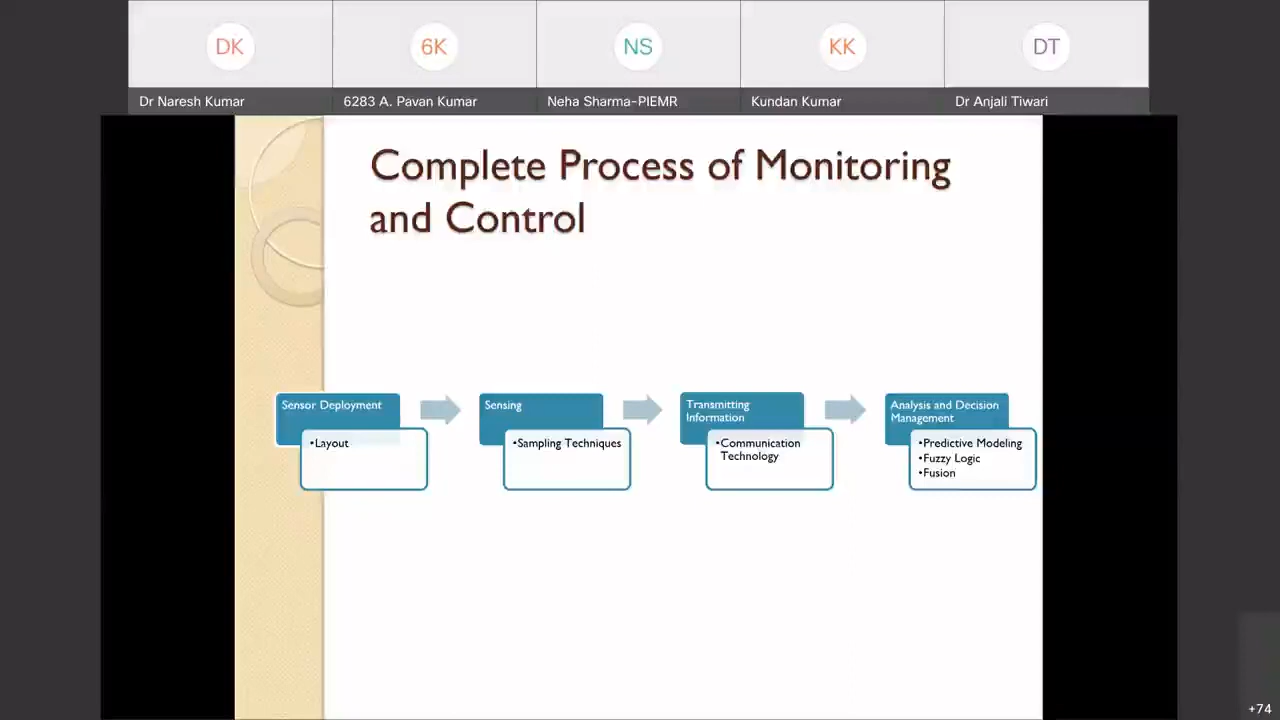 DK
6K
NS
KK
DT
Dr Naresh Kumar
6283 A. Pavan Kumar
Neha Sharma-PIEMR
Kundan Kumar
Dr Anjali Tiwari
Complete Process of Monitoring
and Control
Sensor Deployment
•Layout
Sensing
•Sampling Techniques
Transmitting
Information
•Communication
Technology
Analysis and Decision
Management
•Predictive Modeling
•Fuzzy Logic
•Fusion
+74